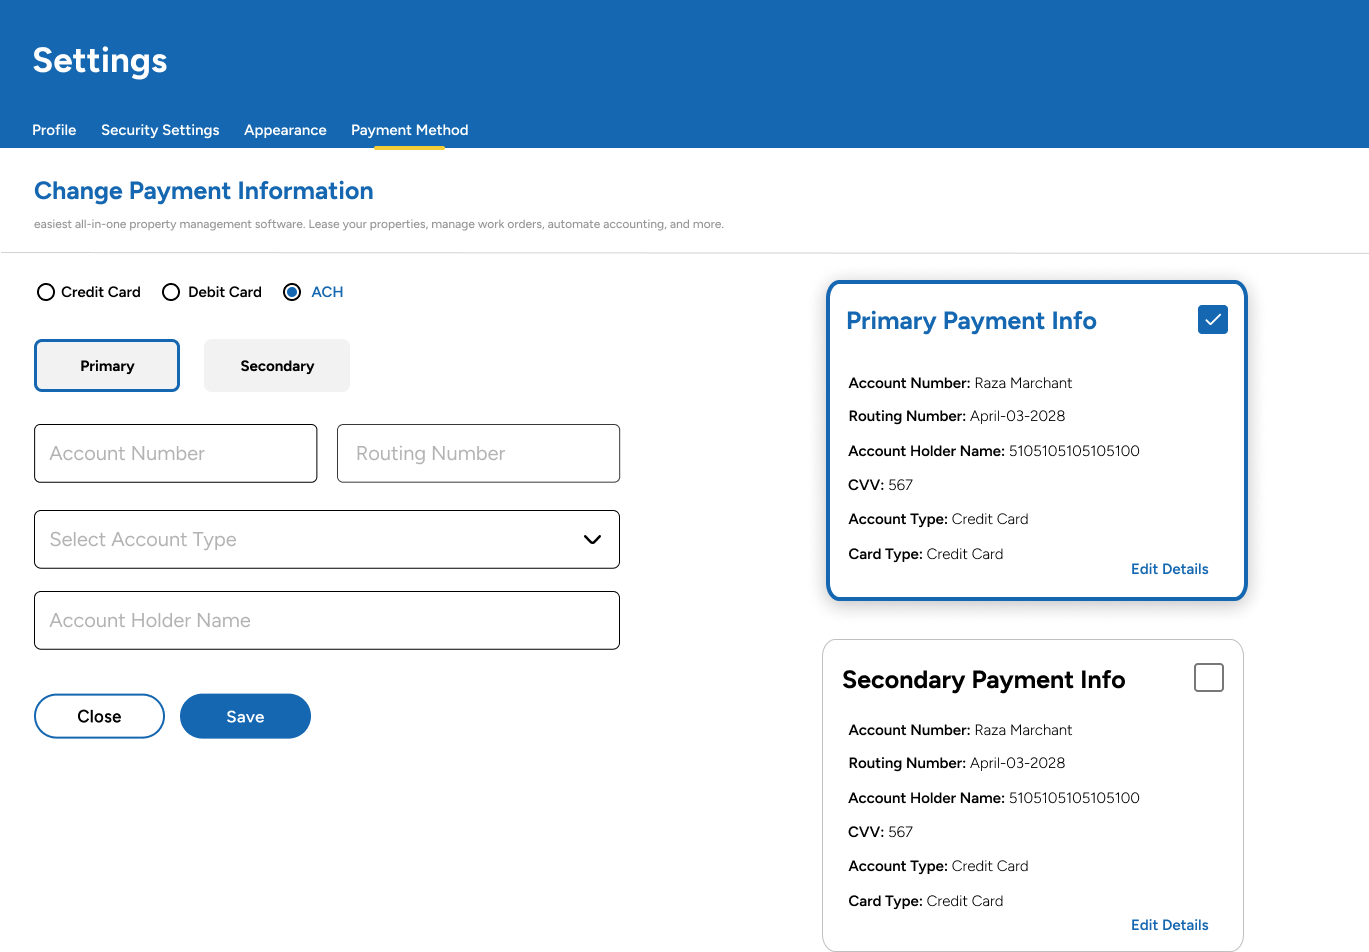 Settings
Profile Security Settings Appearance Payment Method
Change Payment Information
easiest all-in-one property management software. Lease your properties, manage work orders, automate accounting, and more.
Credit Card Debit Card ACH
Primary Secondary
Account Number Routing Number
Select Account Type
Account Holder Name
Close Save
Primary Payment Info
Account Number: Raza Marchant
Routing Number: April-03-2028
Account Holder Name: 5105105105105100
CVV: 567
Account Type: Credit Card
Card Type: Credit Card
Edit Details
Secondary Payment Info
Account Number: Raza Marchant
Routing Number: April-03-2028
Account Holder Name: 5105105105105100
CVV: 567
Account Type: Credit Card
Card Type: Credit Card
Edit Details